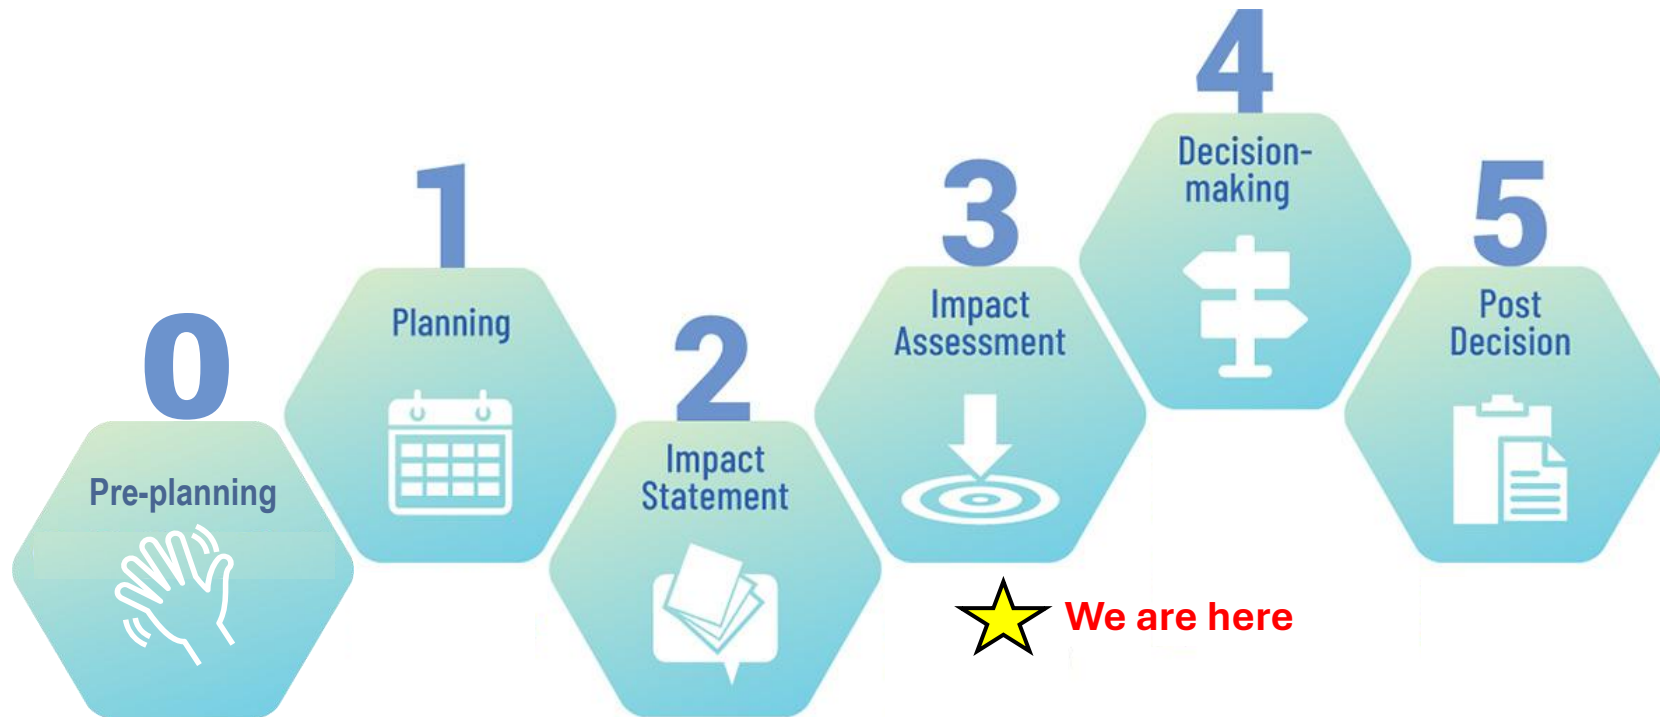 0
Pre-planning
1
Planning
2
Impact
Statement
3
Impact
Assessment
4
Decision-
making
5
Post
Decision
We are here